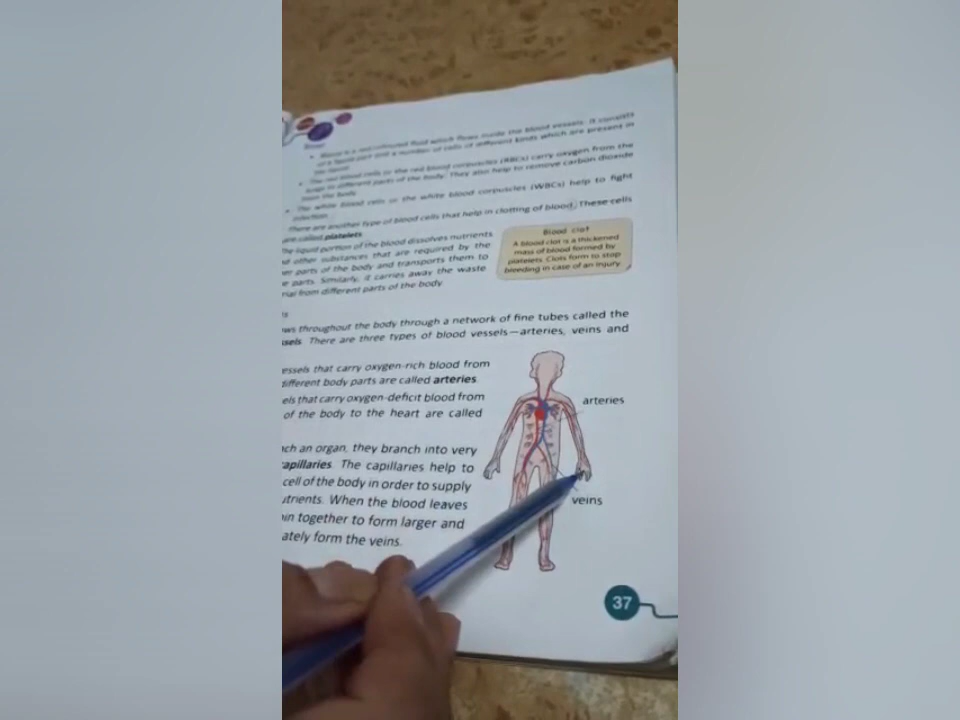 Blood
Blood is a red coloured fluid which flows inside the blood vessels. It consists
of a liquid part and a number of cells of different kinds which are present in
the liquid.
The red blood cells or the red blood corpuscles (RBCs) carry oxygen from the
lungs to different parts of the body. They also help to remove carbon dioxide
from the body.
The white blood cells or the white blood corpuscles (WBCs) help to fight
infection.
There are another type of blood cells that help in clotting of blood. These cells
are called platelets.
The liquid portion of the blood dissolves nutrients
other substances that are required by the
parts of the body and transports them to
parts. Similarly, it carries away the waste
from different parts of the body.
Blood clot
A blood clot is a thickened
mass of blood formed by
platelets. Clots form to stop
bleeding in case of an injury.
ws throughout the body through a network of fine tubes called the
sels. There are three types of blood vessels—arteries, veins and
essels that carry oxygen-rich blood from
different body parts are called arteries.
els that carry oxygen-deficit blood from
of the body to the heart are called
ch an organ, they branch into very
capillaries. The capillaries help to
cell of the body in order to supply
utrients. When the blood leaves
in together to form larger and
ately form the veins.
arteries
veins
37